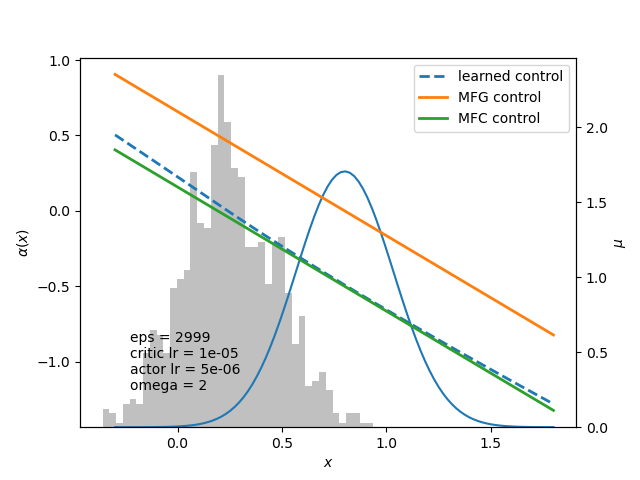 learned control
MFG control
MFC control
1.0
0.5
0.0
−0.5
−1.0
α(x)
2.0
1.5
1.0
0.5
0.0
μ
eps = 2999
critic lr = 1e-05
actor lr = 5e-06
omega = 2
0.0 0.5 1.0 1.5
x